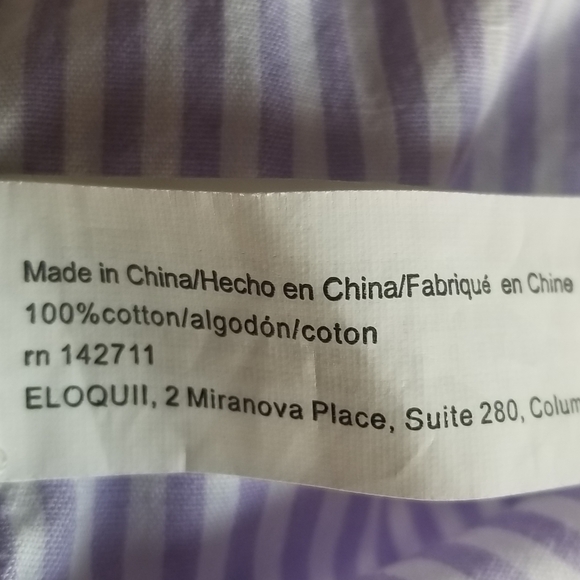 Made in China/Hecho en China/Fabriqué en Chine
100%cotton/algodón/coton
rn 142711
ELOQUII, 2 Miranova Place, Suite 280, Colum